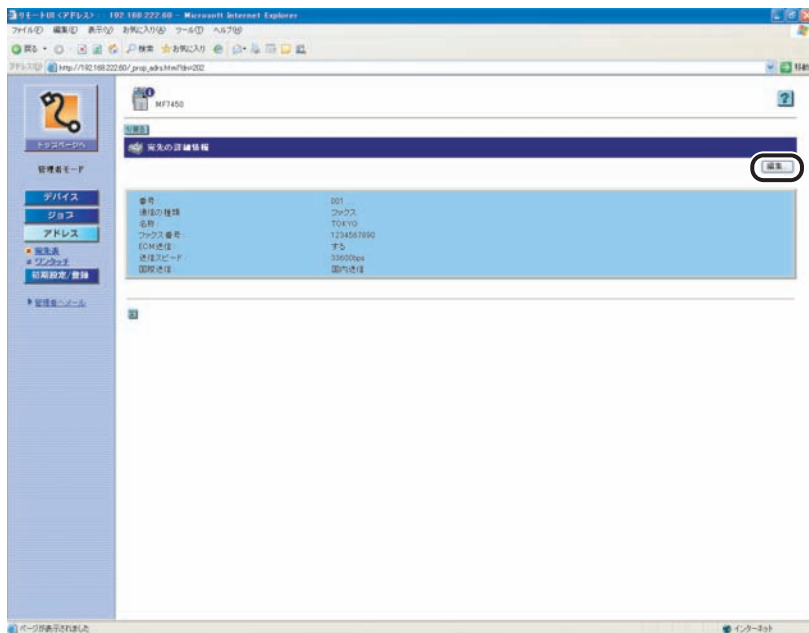 リモートUI <アドレス> : 192.168.222.60 - Microsoft Internet Explorer
ファイル(F) 編集(E) 表示(V) お気に入り(A) ツール(T) ヘルプ(H)
戻る 検索 お気に入り
アドレス(D) http://192.168.222.60/ 移動
MF7450
トップページへ
宛先の詳細情報
管理者モード
編集...
デバイス
ジョブ
アドレス
宛先表
ワンタッチ
初期設定/登録
管理者へメール
番号 : 001
通信の種類 : ファクス
名称 : TOKYO
ファクス番号 : 1234567890
ECM送信 : する
送信スピード : 33600bps
国際送信 : 国内送信
ページが表示されました
インターネット